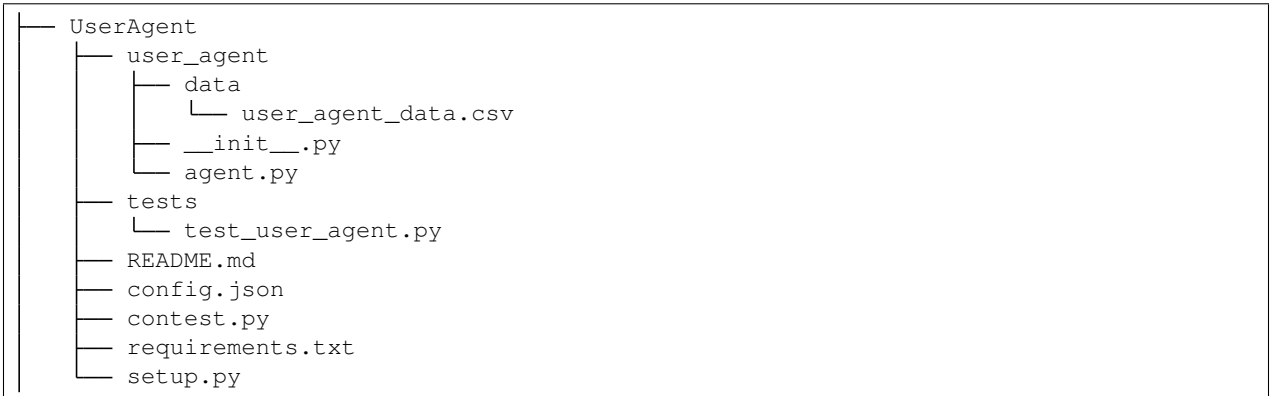 ├── UserAgent
│   ├── user_agent
│   │   ├── data
│   │   │   └── user_agent_data.csv
│   │   ├── __init__.py
│   │   └── agent.py
│   ├── tests
│   │   └── test_user_agent.py
│   ├── README.md
│   ├── config.json
│   ├── contest.py
│   ├── requirements.txt
│   └── setup.py